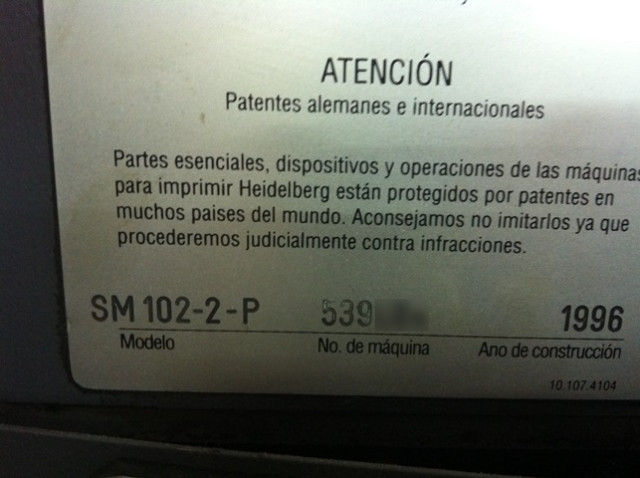 ATENCIÓN
Patentes alemanes e internacionales
Partes esenciales, dispositivos y operaciones de las máquinas
para imprimir Heidelberg están protegidos por patentes en
muchos paises del mundo. Aconsejamos no imitarlos ya que
procederemos judicialmente contra infracciones.
SM 102-2-P 539 1996
Modelo No. de máquina Ano de construcción
10 107.4104